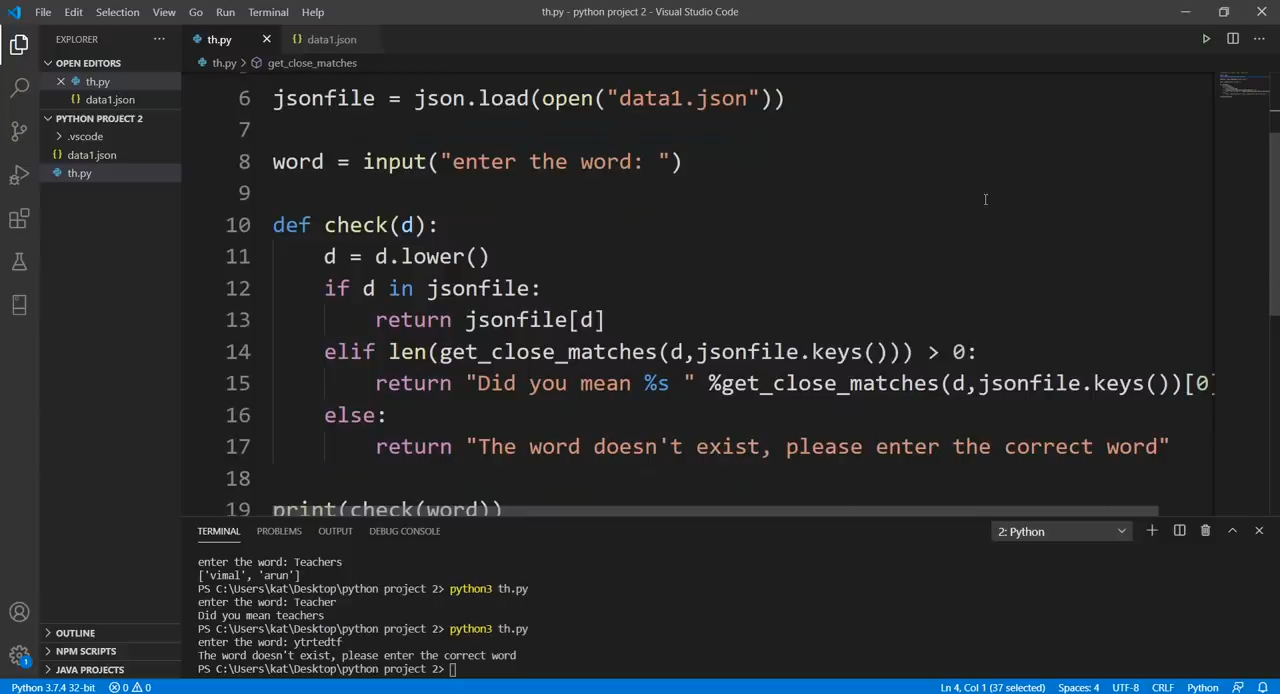 File Edit Selection View Go Run Terminal Help
th.py - python project 2 - Visual Studio Code
EXPLORER
OPEN EDITORS
th.py
data1.json
PYTHON PROJECT 2
.vscode
data1.json
th.py
OUTLINE
NPM SCRIPTS
JAVA PROJECTS
th.py
data1.json
th.py > get_close_matches
6 jsonfile = json.load(open("data1.json"))
7
8 word = input("enter the word: ")
9
10 def check(d):
11 d = d.lower()
12 if d in jsonfile:
13 return jsonfile[d]
14 elif len(get_close_matches(d,jsonfile.keys())) > 0:
15 return "Did you mean %s " %get_close_matches(d,jsonfile.keys())[0]
16 else:
17 return "The word doesn't exist, please enter the correct word"
18
19 print(check(word))
TERMINAL PROBLEMS OUTPUT DEBUG CONSOLE
2: Python
enter the word: Teachers
['vimal', 'arun']
PS C:\Users\kat\Desktop\python project 2> python3 th.py
enter the word: Teacher
Did you mean teachers
PS C:\Users\kat\Desktop\python project 2> python3 th.py
enter the word: ytrtedtf
The word doesn't exist, please enter the correct word
PS C:\Users\kat\Desktop\python project 2>
Python 3.7.4 32-bit 0 0
Ln 4, Col 1 (37 selected) Spaces: 4 UTF-8 CRLF Python
1